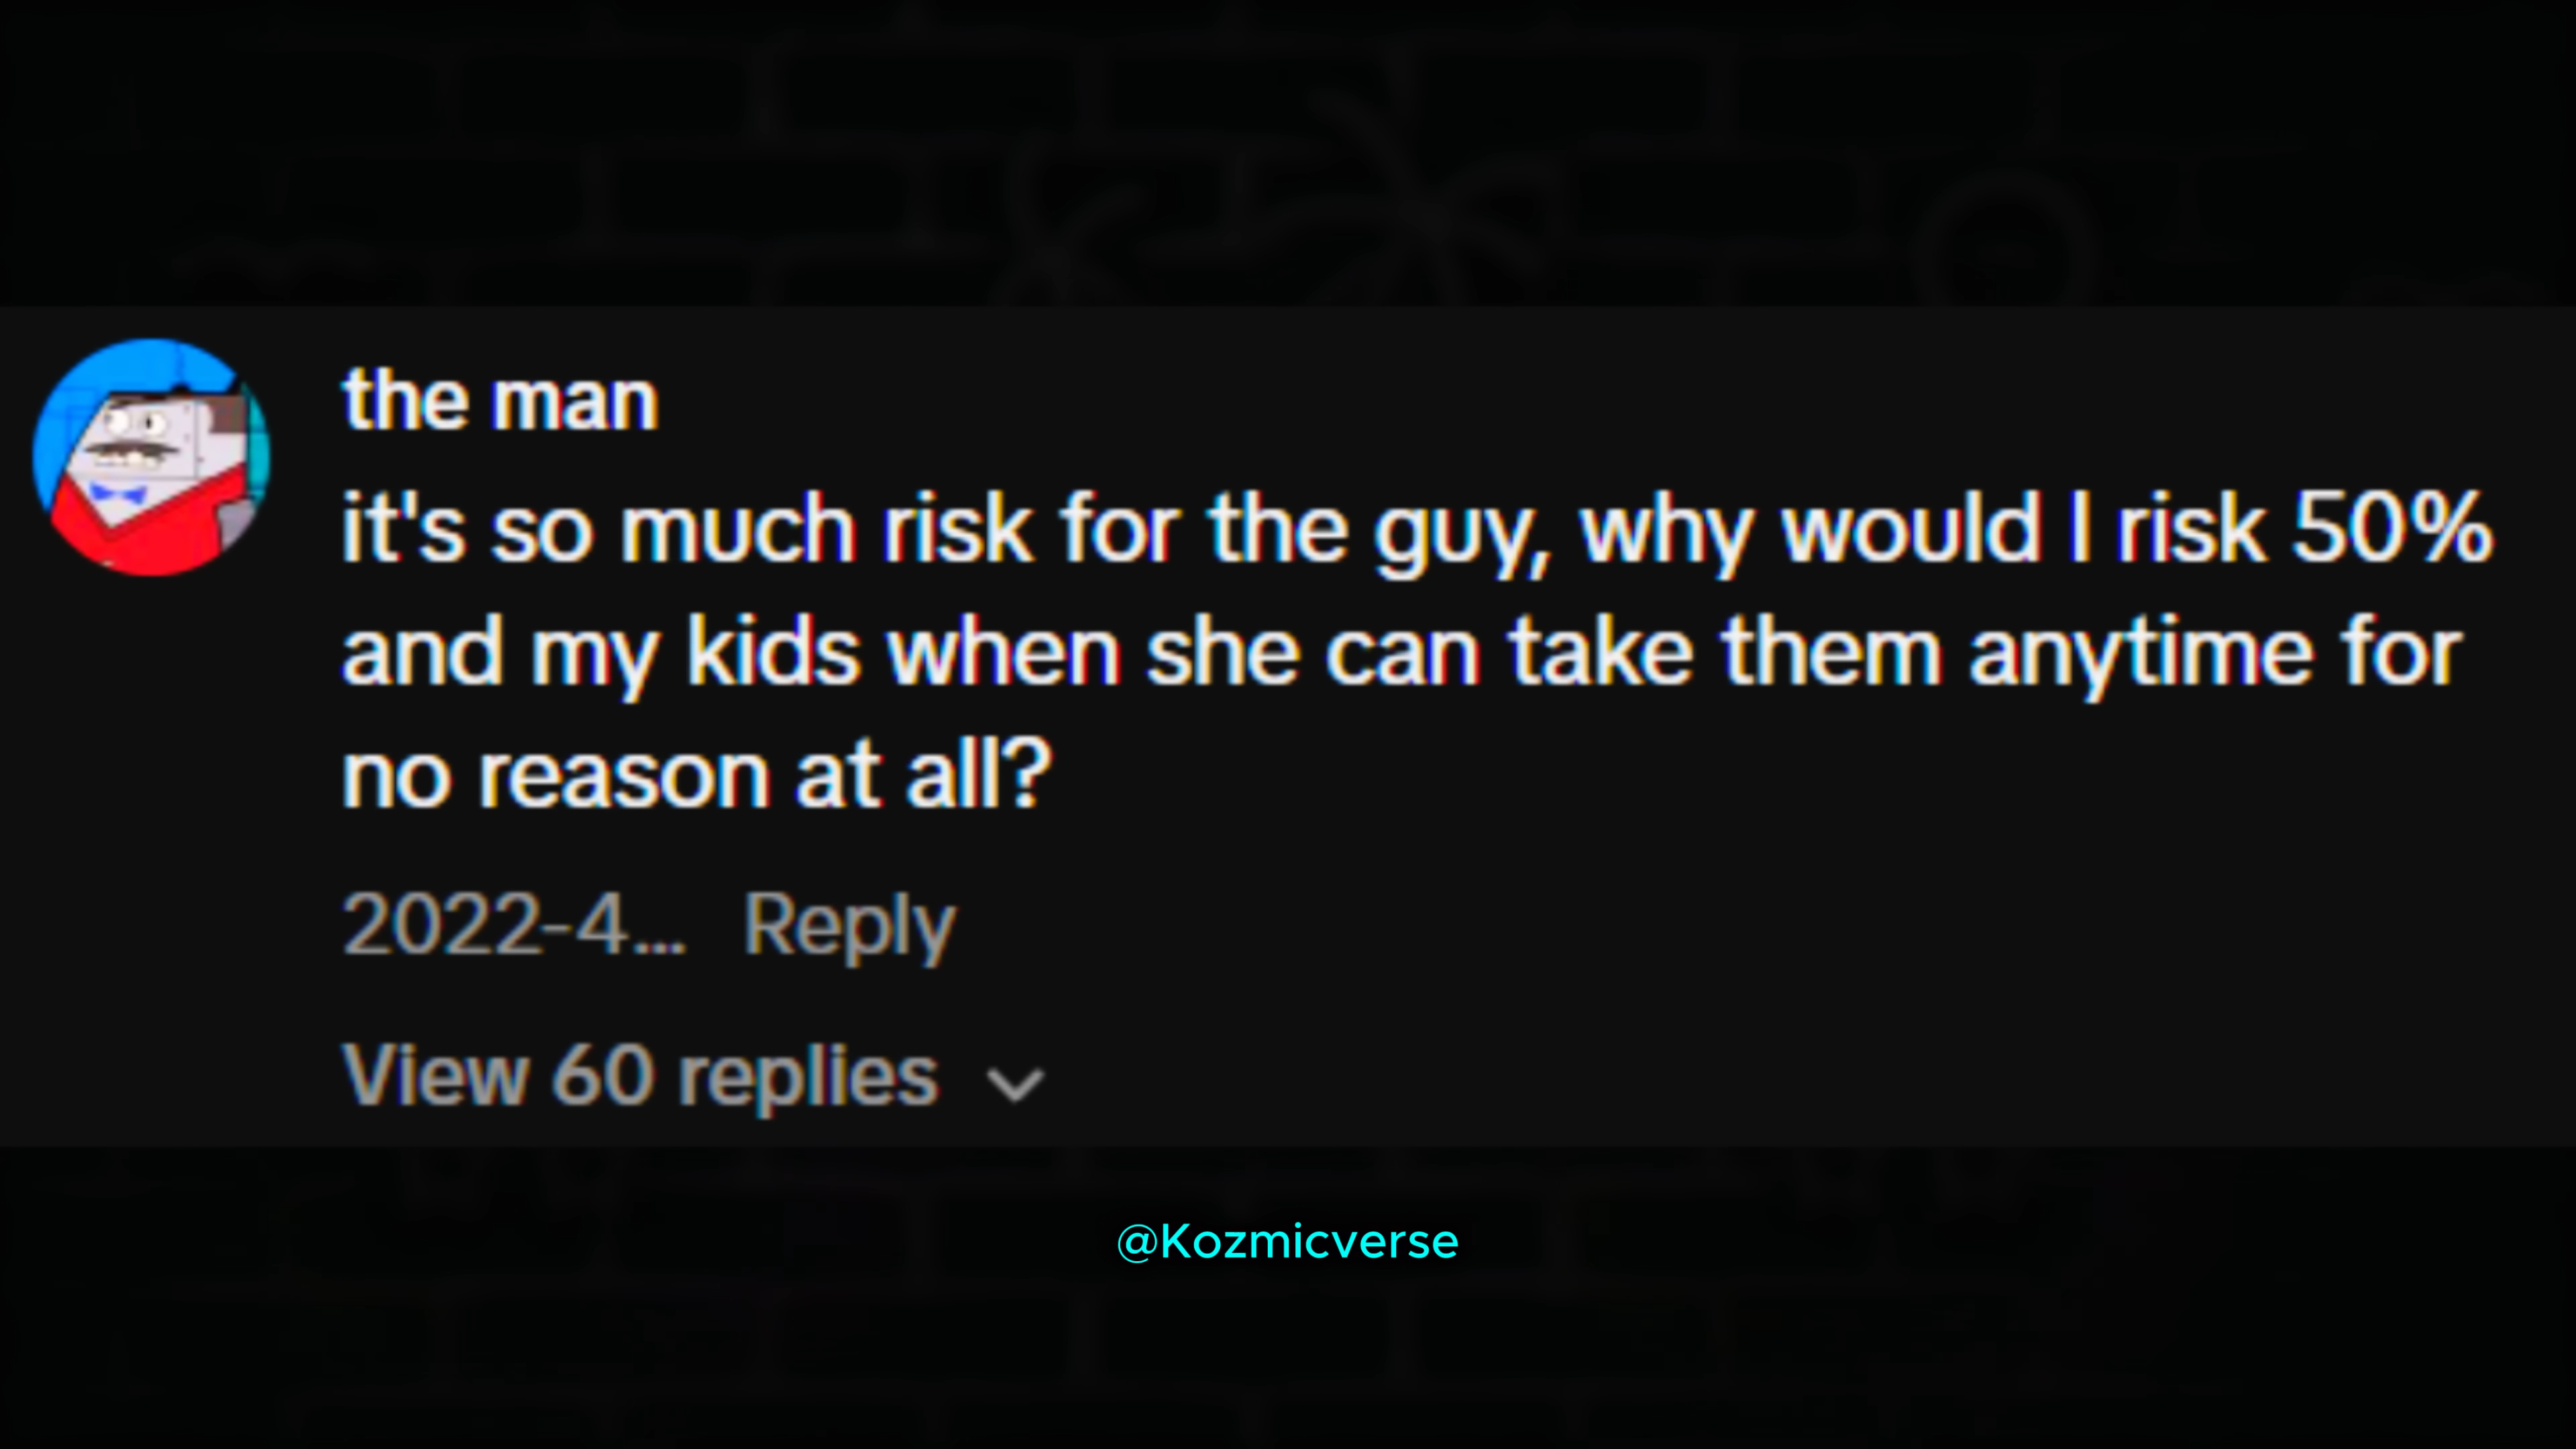 the man
it's so much risk for the guy, why would I risk 50%
and my kids when she can take them anytime for
no reason at all?
2022-4... Reply
View 60 replies
@Kozmicverse